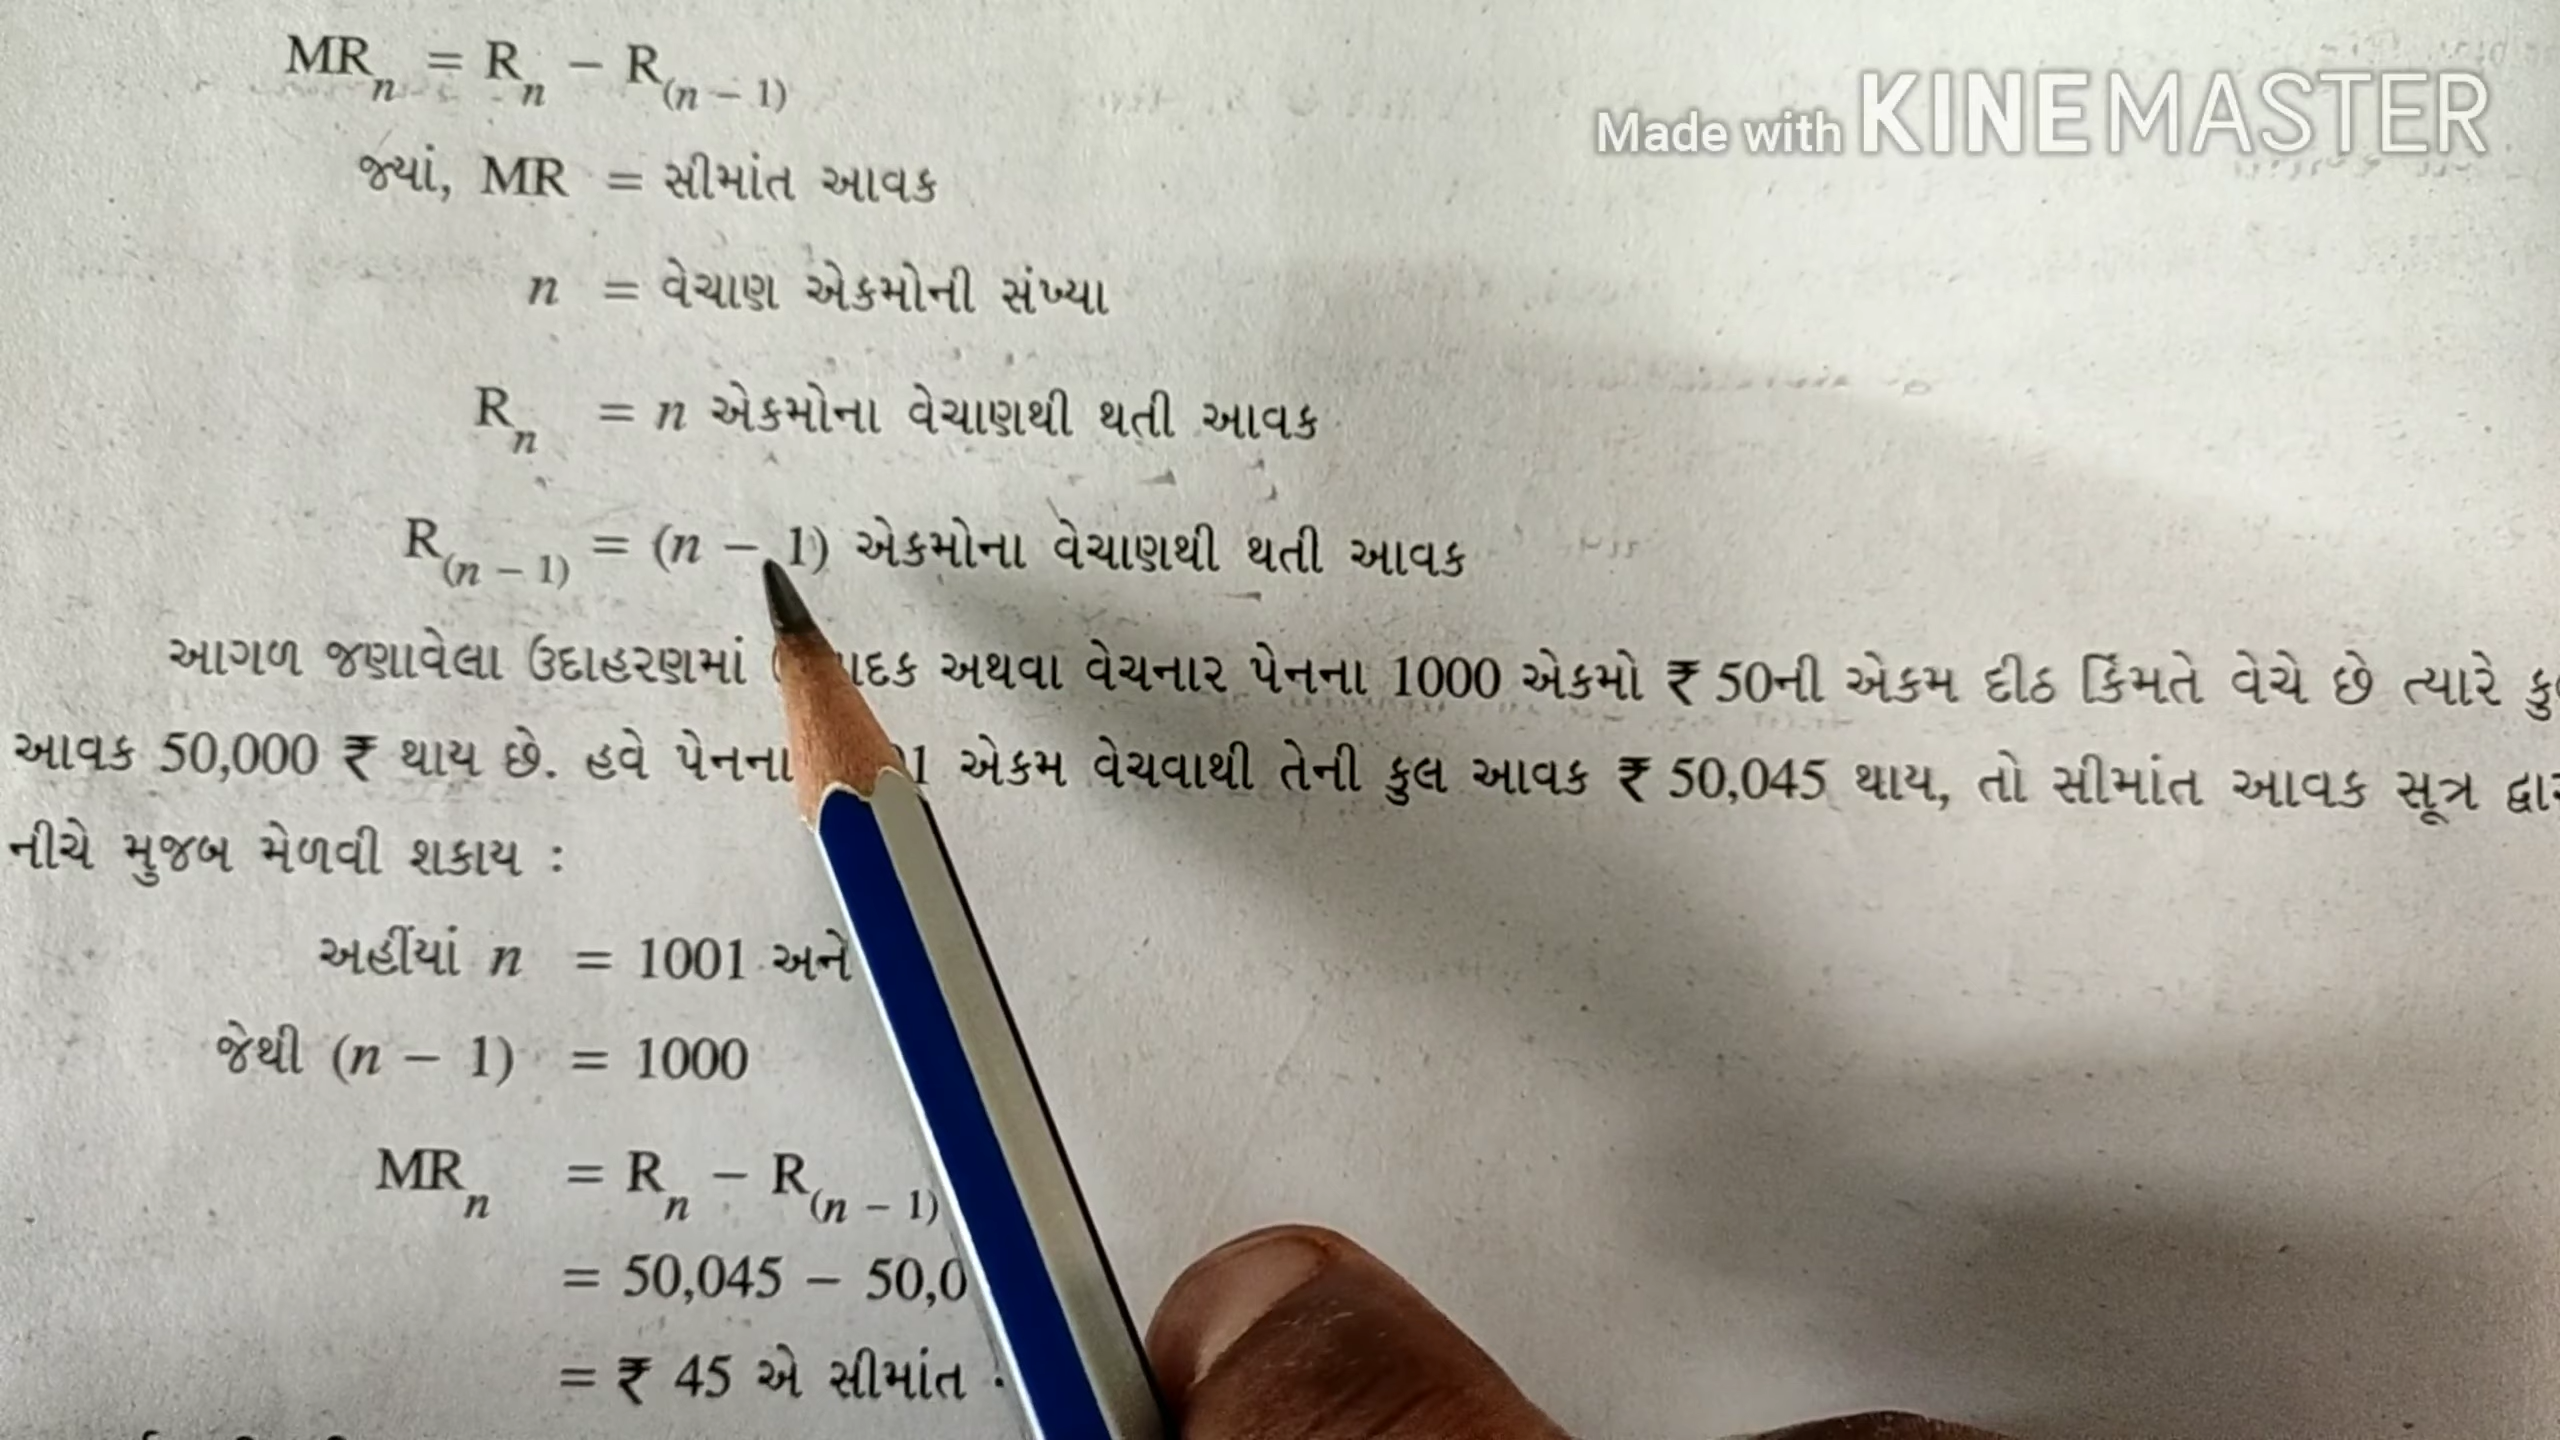 MRn = Rn – R(n – 1)
Made with KINEMASTER
જ્યાં, MR = સીમાંત આવક
n = વેચાણ એકમોની સંખ્યા
Rn = n એકમોના વેચાણથી થતી આવક
R(n – 1) = (n – 1) એકમોના વેચાણથી થતી આવક
આગળ જણાવેલા ઉદાહરણમાં અથવા વેચનાર પેનના 1000 એકમો ₹ 50ની એકમ દીઠ કિંમતે વેચે છે ત્યારે
આવક 50,000 ₹ થાય છે. હવે પેનના એકમ વેચવાથી તેની કુલ આવક ₹ 50,045 થાય, તો સીમાંત આવક સૂત્ર
નીચે મુજબ મેળવી શકાય :
અહીંયાં n = 1001 અને
જેથી (n – 1) = 1000
MRn = Rn – R(n – 1)
= 50,045 – 50,0
= ₹ 45 એ સીમાંત